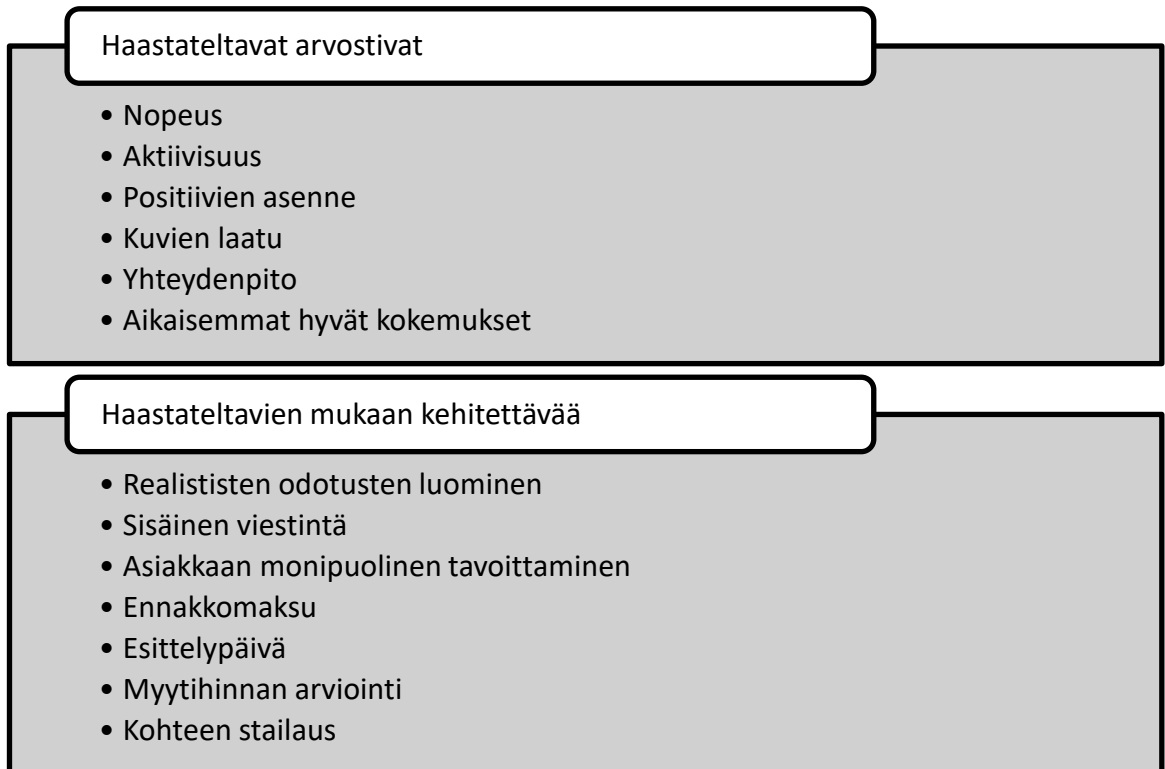 Haastateltavat arvostivat
• Nopeus
• Aktiivisuus
• Positiivien asenne
• Kuvien laatu
• Yhteydenpito
• Aikaisemmat hyvät kokemukset
Haastateltavien mukaan kehitettävää
• Realististen odotusten luominen
• Sisäinen viestintä
• Asiakkaan monipuolinen tavoittaminen
• Ennakkomaksu
• Esittelypäivä
• Myytihinnan arviointi
• Kohteen stailaus